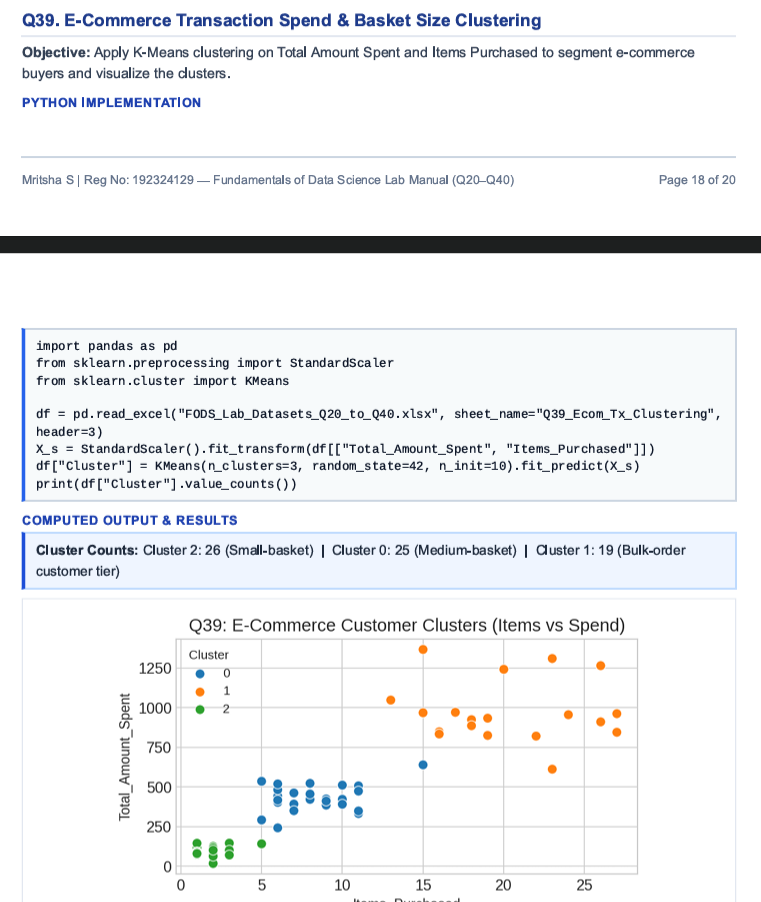 Q39. E-Commerce Transaction Spend & Basket Size Clustering
Objective: Apply K-Means clustering on Total Amount Spent and Items Purchased to segment e-commerce
buyers and visualize the clusters.
PYTHON IMPLEMENTATION
Mritsha S | Reg No: 192324129 — Fundamentals of Data Science Lab Manual (Q20–Q40)
Page 18 of 20
import pandas as pd
from sklearn.preprocessing import StandardScaler
from sklearn.cluster import KMeans
df = pd.read_excel("FODS_Lab_Datasets_Q20_to_Q40.xlsx", sheet_name="Q39_Ecom_Tx_Clustering",
header=3)
X_s = StandardScaler().fit_transform(df[["Total_Amount_Spent", "Items_Purchased"]])
df["Cluster"] = KMeans(n_clusters=3, random_state=42, n_init=10).fit_predict(X_s)
print(df["Cluster"].value_counts())
COMPUTED OUTPUT & RESULTS
Cluster Counts: Cluster 2: 26 (Small-basket) | Cluster 0: 25 (Medium-basket) | Cluster 1: 19 (Bulk-order
customer tier)
Q39: E-Commerce Customer Clusters (Items vs Spend)
Cluster
0
1
2
Total_Amount_Spent
1250
1000
750
500
250
0
0 5 10 15 20 25
Items_Purchased